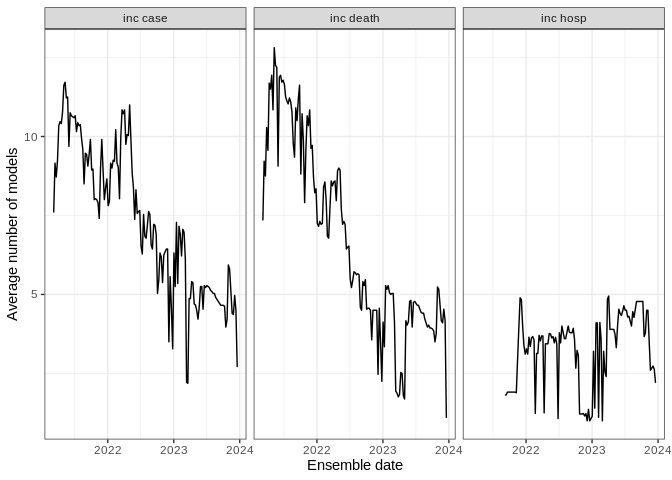 inc case inc death inc hosp
Average number of models
10
5
2022 2023 2024 2022 2023 2024 2022 2023 2024
Ensemble date